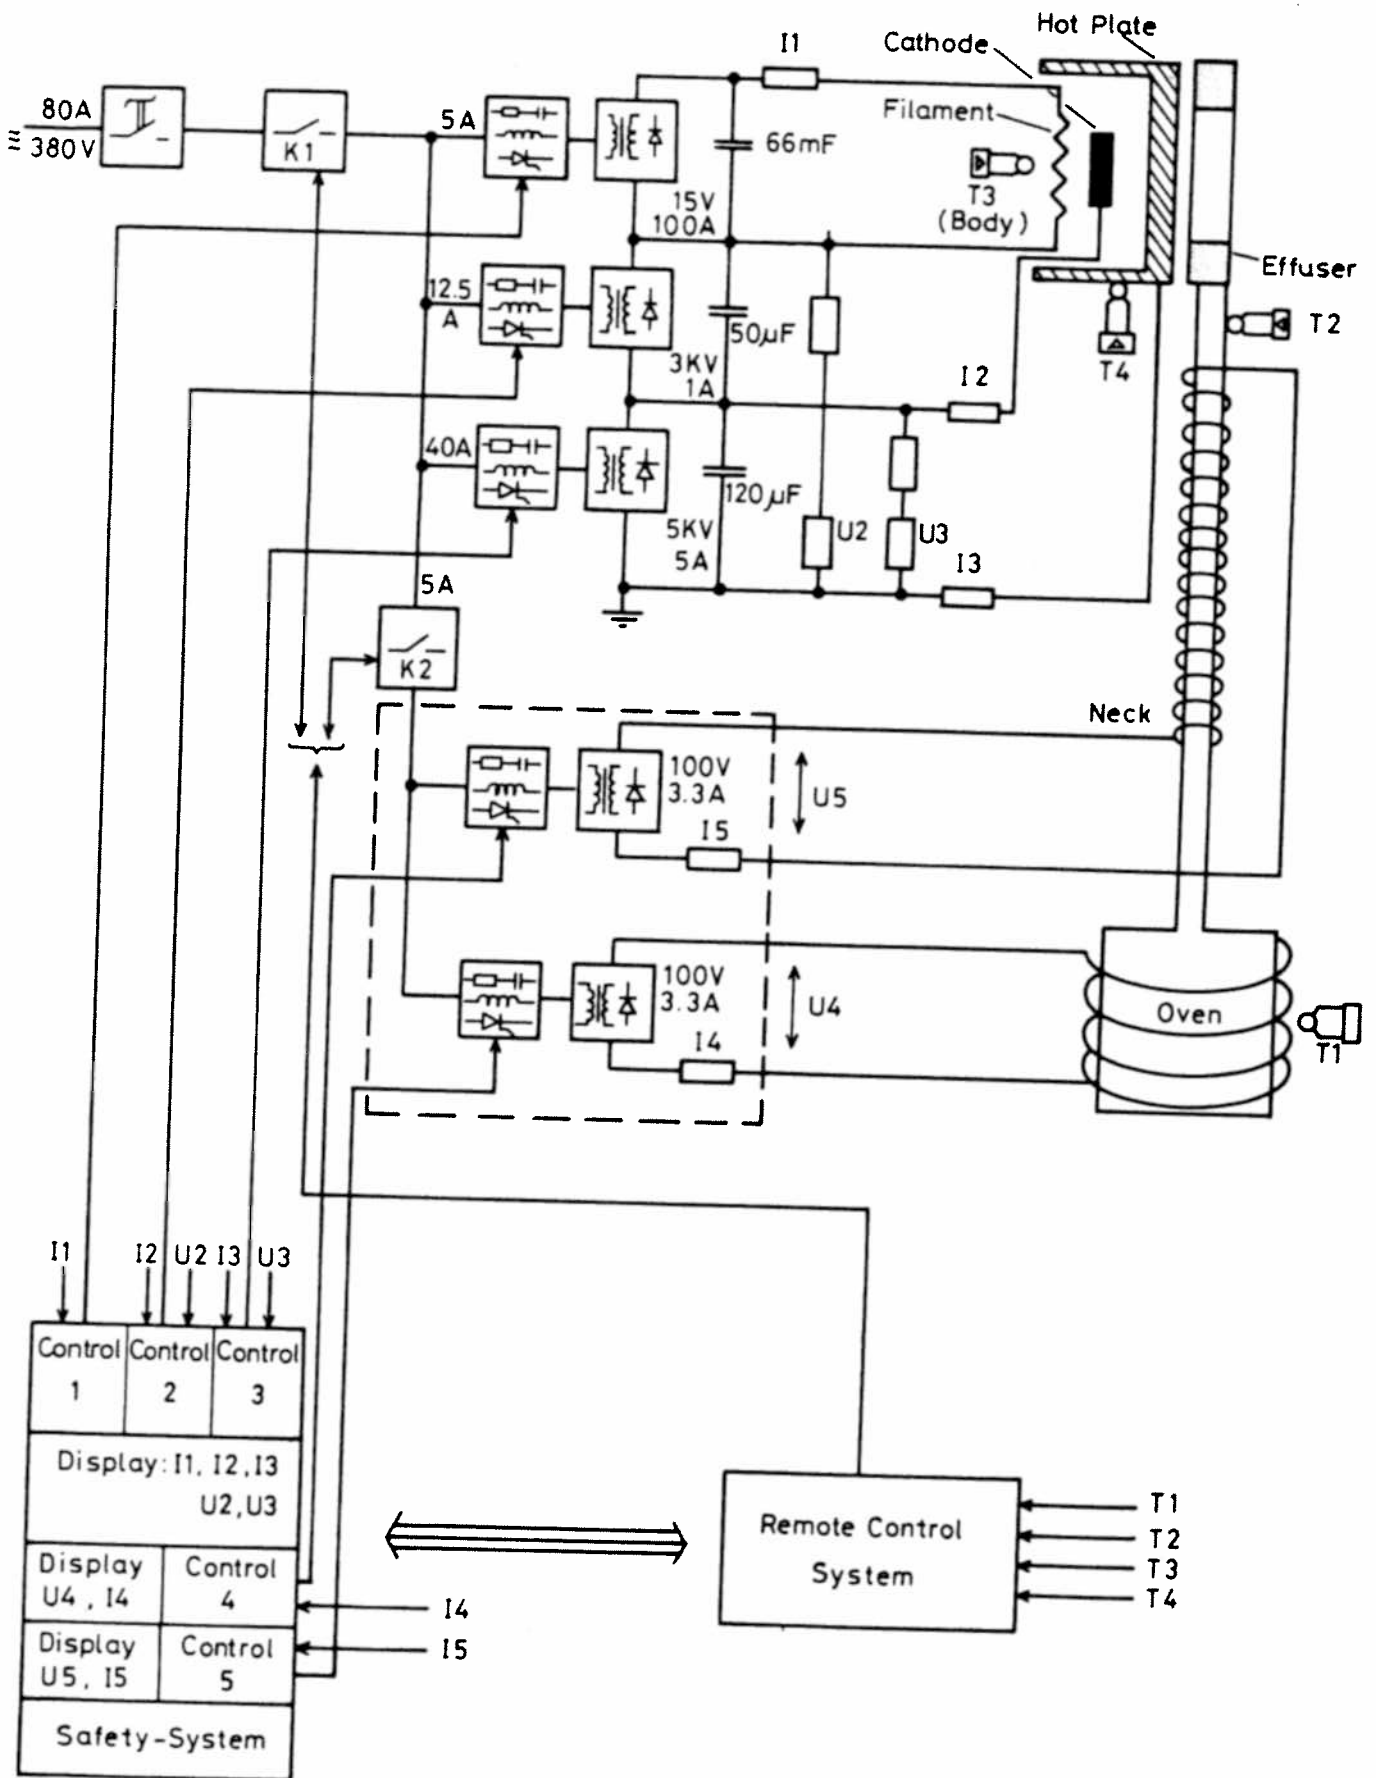 Hot Plate
Cathode
I1
80A
≡ 380V
K1
5A
Filament
66mF
T3
(Body)
15V
100A
Effuser
12.5
A
50µF
T2
3KV
1A
T4
I2
40A
120µF
5KV
5A
U2
U3
I3
5A
K2
Neck
100V
3.3A
U5
I5
100V
3.3A
U4
Oven
T1
I4
I1
I2 U2 I3 U3
Control Control Control
1 2 3
Display: I1, I2, I3
U2, U3
Display Control
U4, I4 4
I4
Display Control
U5, I5 5
I5
Safety-System
Remote Control
System
T1
T2
T3
T4